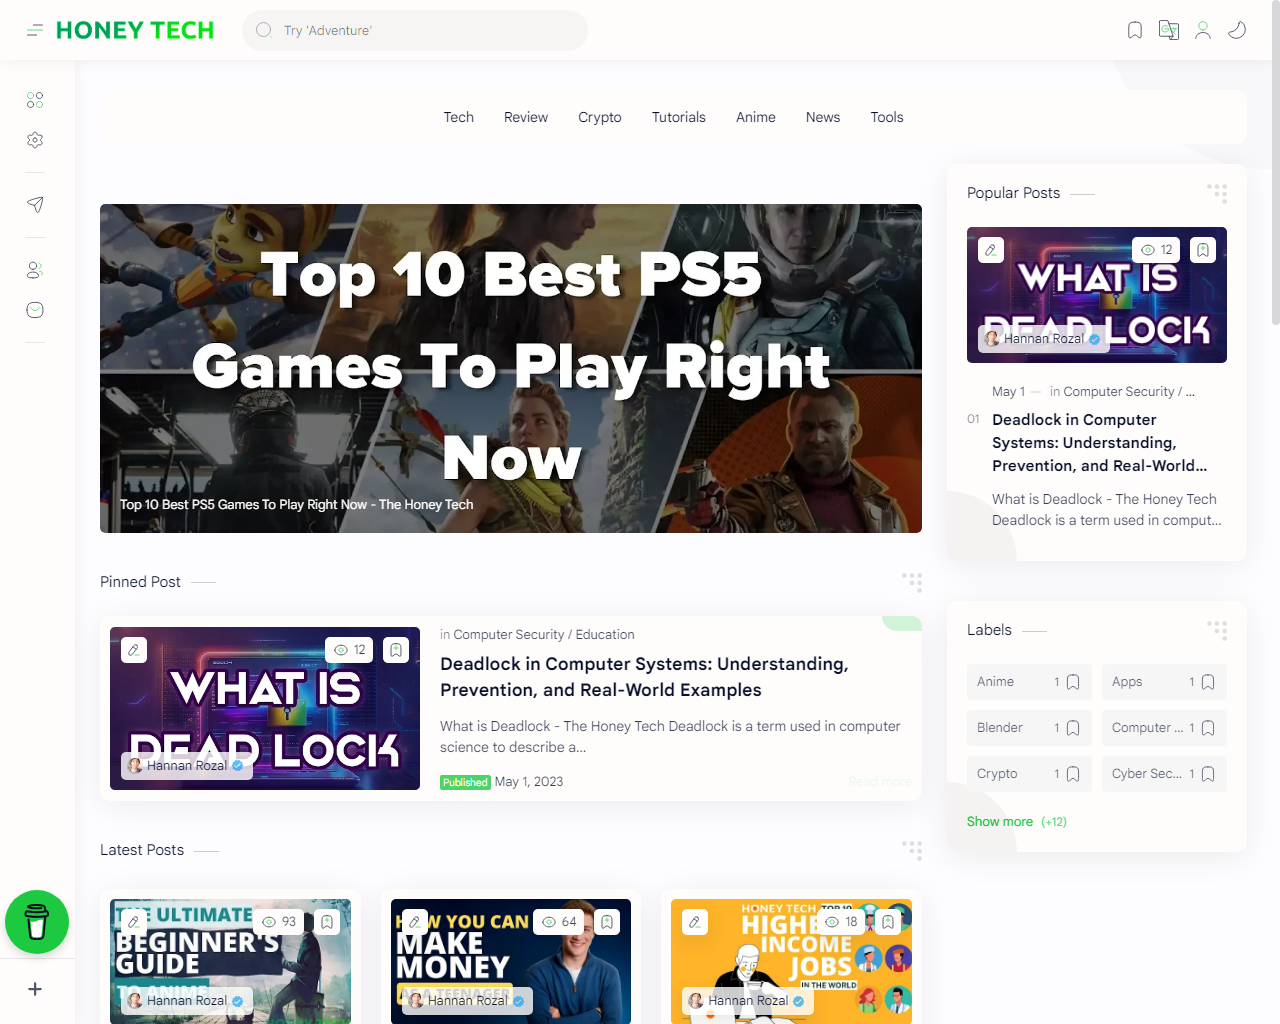 HONEY TECH
Try 'Adventure'
Tech
Review
Crypto
Tutorials
Anime
News
Tools
Top 10 Best PS5
Games To Play Right
Now
Top 10 Best PS5 Games To Play Right Now - The Honey Tech
Pinned Post
12
WHAT IS
DEAD LOCK
Hannan Rozal
in Computer Security / Education
Deadlock in Computer Systems: Understanding,
Prevention, and Real-World Examples
What is Deadlock - The Honey Tech Deadlock is a term used in computer
science to describe a...
Published May 1, 2023
Read more
Latest Posts
93
THE ULTIMATE
BEGINNER'S
GUIDE
TO ANIME
Hannan Rozal
64
HOW YOU CAN
MAKE
MONEY
AS A TEENAGER
Hannan Rozal
18
HONEY TECH TOP 10
HIGHE
INCOME
JOBS
IN THE WORLD
Hannan Rozal
Popular Posts
12
WHAT IS
DEAD LOCK
Hannan Rozal
May 1 — in Computer Security / ...
01
Deadlock in Computer
Systems: Understanding,
Prevention, and Real-World...
What is Deadlock - The Honey Tech
Deadlock is a term used in comput...
Labels
Anime 1
Apps 1
Blender 1
Computer ... 1
Crypto 1
Cyber Sec... 1
Show more (+12)